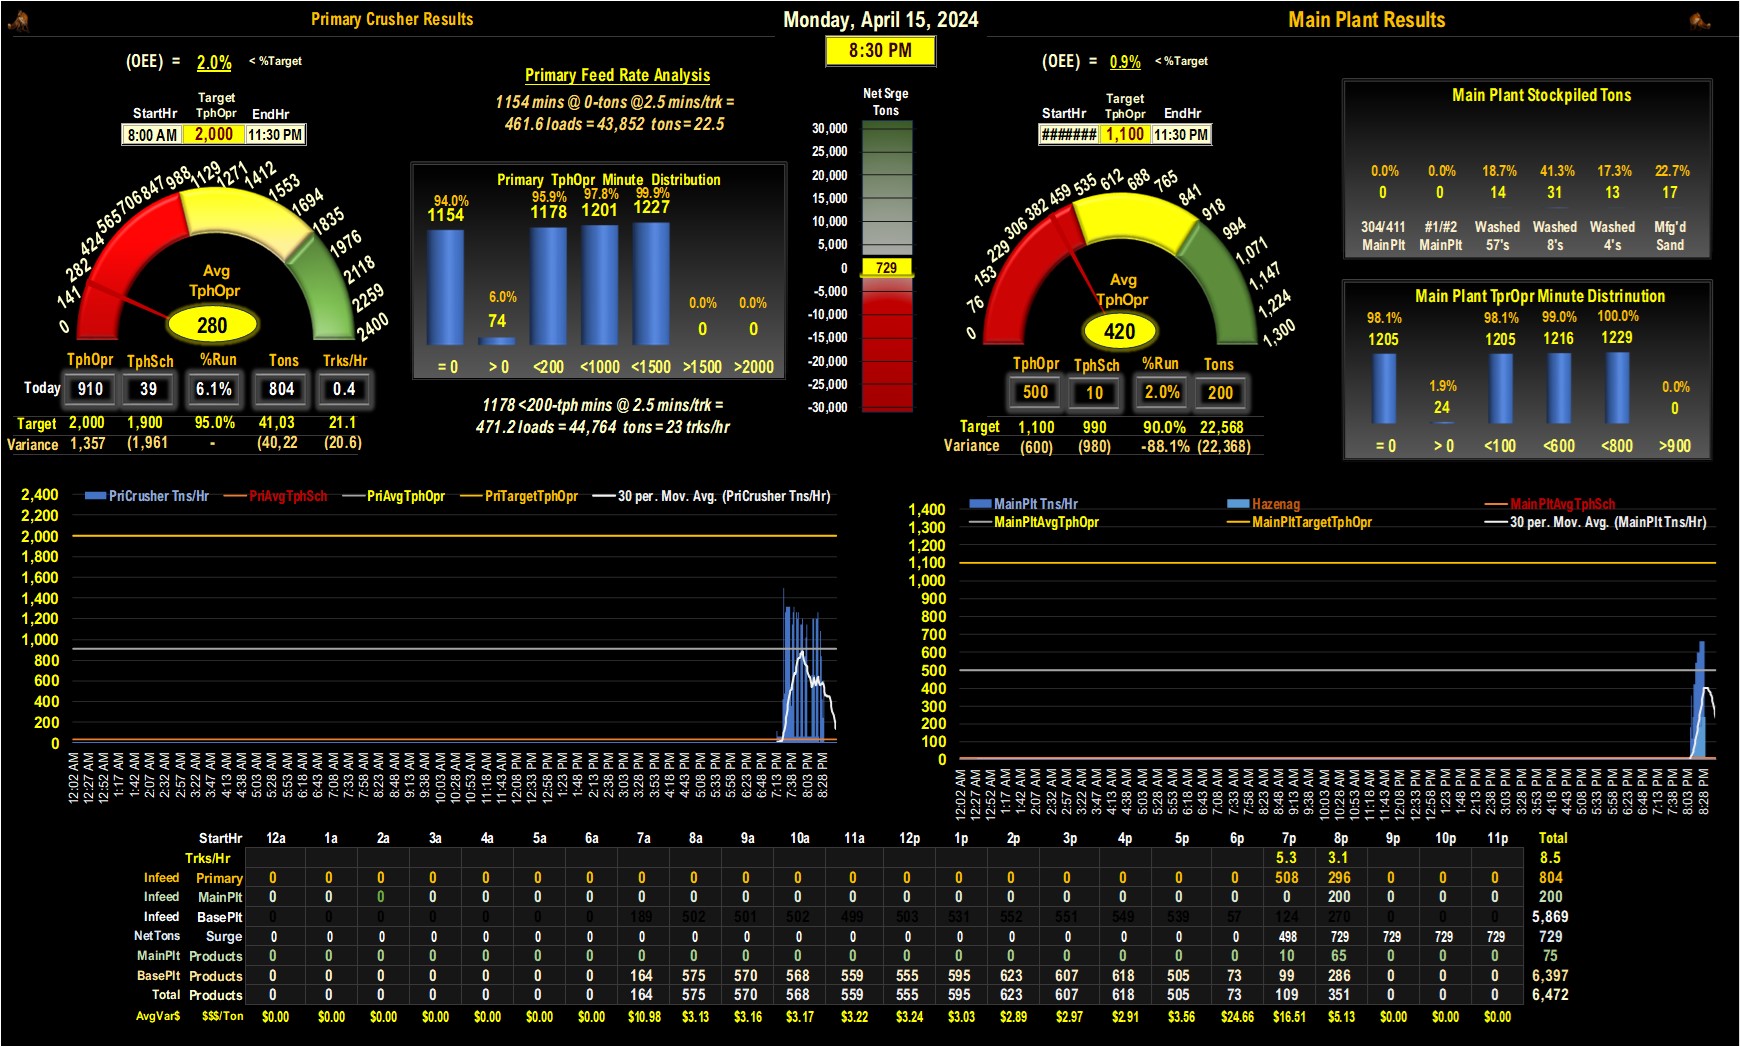 Primary Crusher Results
Monday, April 15, 2024
Main Plant Results
8:30 PM
(OEE) = 2.0% < %Target
Target
StartHr TphOpr EndHr
8:00 AM 2,000 11:30 PM
0 141 282 424 565 706 847 988 1129 1271 1412 1553 1694 1835 1976 2118 2259 2400
Avg
TphOpr
280
TphOpr TphSch %Run Tons Trks/Hr
Today 910 39 6.1% 804 0.4
Target 2,000 1,900 95.0% 41,03 21.1
Variance 1,357 (1,961 - (40,22 (20.6)
Primary Feed Rate Analysis
1154 mins @ 0-tons @2.5 mins/trk =
461.6 loads = 43,852 tons = 22.5
Primary TphOpr Minute Distribution
94.0% 6.0% 95.9% 97.8% 99.9% 0.0% 0.0%
1154 74 1178 1201 1227 0 0
= 0 > 0 <200 <1000 <1500 >1500 >2000
1178 <200-tph mins @ 2.5 mins/trk =
471.2 loads = 44,764 tons = 23 trks/hr
Net Srge
Tons
30,000
25,000
20,000
15,000
10,000
5,000
0 729
-5,000
-10,000
-15,000
-20,000
-25,000
-30,000
(OEE) = 0.9% < %Target
Target
StartHr TphOpr EndHr
####### 1,100 11:30 PM
0 76 153 229 306 382 459 535 612 688 765 841 918 994 1,071 1,147 1,224 1,300
Avg
TphOpr
420
TphOpr TphSch %Run Tons
500 10 2.0% 200
Target 1,100 990 90.0% 22,568
Variance (600) (980) -88.1% (22,368)
Main Plant Stockpiled Tons
0.0% 0.0% 18.7% 41.3% 17.3% 22.7%
0 0 14 31 13 17
304/411 #1/#2 Washed Washed Washed Mfg'd
MainPlt MainPlt 57's 8's 4's Sand
Main Plant TprOpr Minute Distrinution
98.1% 1.9% 98.1% 99.0% 100.0% 0.0%
1205 24 1205 1216 1229 0
= 0 > 0 <100 <600 <800 >900
PriCrusher Tns/Hr PriAvgTphSch PriAvgTphOpr PriTargetTphOpr 30 per. Mov. Avg. (PriCrusher Tns/Hr)
2,400
2,200
2,000
1,800
1,600
1,400
1,200
1,000
800
600
400
200
0
12:02 AM 12:27 AM 12:52 AM 1:17 AM 1:42 AM 2:07 AM 2:32 AM 2:57 AM 3:22 AM 3:47 AM 4:13 AM 4:38 AM 5:03 AM 5:28 AM 5:53 AM 6:18 AM 6:43 AM 7:08 AM 7:33 AM 7:58 AM 8:23 AM 8:48 AM 9:13 AM 9:38 AM 10:03 AM 10:28 AM 10:53 AM 11:18 AM 11:43 AM 12:08 PM 12:33 PM 12:58 PM 1:23 PM 1:48 PM 2:13 PM 2:38 PM 3:03 PM 3:28 PM 3:53 PM 4:18 PM 4:43 PM 5:08 PM 5:33 PM 5:58 PM 6:23 PM 6:48 PM 7:13 PM 7:38 PM 8:03 PM 8:28 PM
MainPlt Tns/Hr Hazenag MainPltAvgTphSch
MainPltAvgTphOpr MainPltTargetTphOpr 30 per. Mov. Avg. (MainPlt Tns/Hr)
1,400
1,300
1,200
1,100
1,000
900
800
700
600
500
400
300
200
100
0
12:02 AM 12:27 AM 12:52 AM 1:17 AM 1:42 AM 2:07 AM 2:32 AM 2:57 AM 3:22 AM 3:47 AM 4:13 AM 4:38 AM 5:03 AM 5:28 AM 5:53 AM 6:18 AM 6:43 AM 7:08 AM 7:33 AM 7:58 AM 8:23 AM 8:48 AM 9:13 AM 9:38 AM 10:03 AM 10:28 AM 10:53 AM 11:18 AM 11:43 AM 12:08 PM 12:33 PM 12:58 PM 1:23 PM 1:48 PM 2:13 PM 2:38 PM 3:03 PM 3:28 PM 3:53 PM 4:18 PM 4:43 PM 5:08 PM 5:33 PM 5:58 PM 6:23 PM 6:48 PM 7:13 PM 7:38 PM 8:03 PM 8:28 PM
StartHr 12a 1a 2a 3a 4a 5a 6a 7a 8a 9a 10a 11a 12p 1p 2p 3p 4p 5p 6p 7p 8p 9p 10p 11p Total
Trks/Hr 5.3 3.1 8.5
Infeed Primary 0 0 0 0 0 0 0 0 0 0 0 0 0 0 0 0 0 0 0 508 296 0 0 0 804
Infeed MainPlt 0 0 0 0 0 0 0 0 0 0 0 0 0 0 0 0 0 0 0 0 200 0 0 0 200
Infeed BasePlt 0 0 0 0 0 0 0 189 502 501 502 499 503 531 552 551 549 539 57 124 270 0 0 0 5,869
NetTons Surge 0 0 0 0 0 0 0 0 0 0 0 0 0 0 0 0 0 0 0 498 729 729 729 729 729
MainPlt Products 0 0 0 0 0 0 0 0 0 0 0 0 0 0 0 0 0 0 0 10 65 0 0 0 75
BasePlt Products 0 0 0 0 0 0 0 164 575 570 568 559 555 595 623 607 618 505 73 99 286 0 0 0 6,397
Total Products 0 0 0 0 0 0 0 164 575 570 568 559 555 595 623 607 618 505 73 109 351 0 0 0 6,472
AvgVar$ $$$/Ton $0.00 $0.00 $0.00 $0.00 $0.00 $0.00 $0.00 $10.98 $3.13 $3.16 $3.17 $3.22 $3.24 $3.03 $2.89 $2.97 $2.91 $3.56 $24.66 $16.51 $5.13 $0.00 $0.00 $0.00